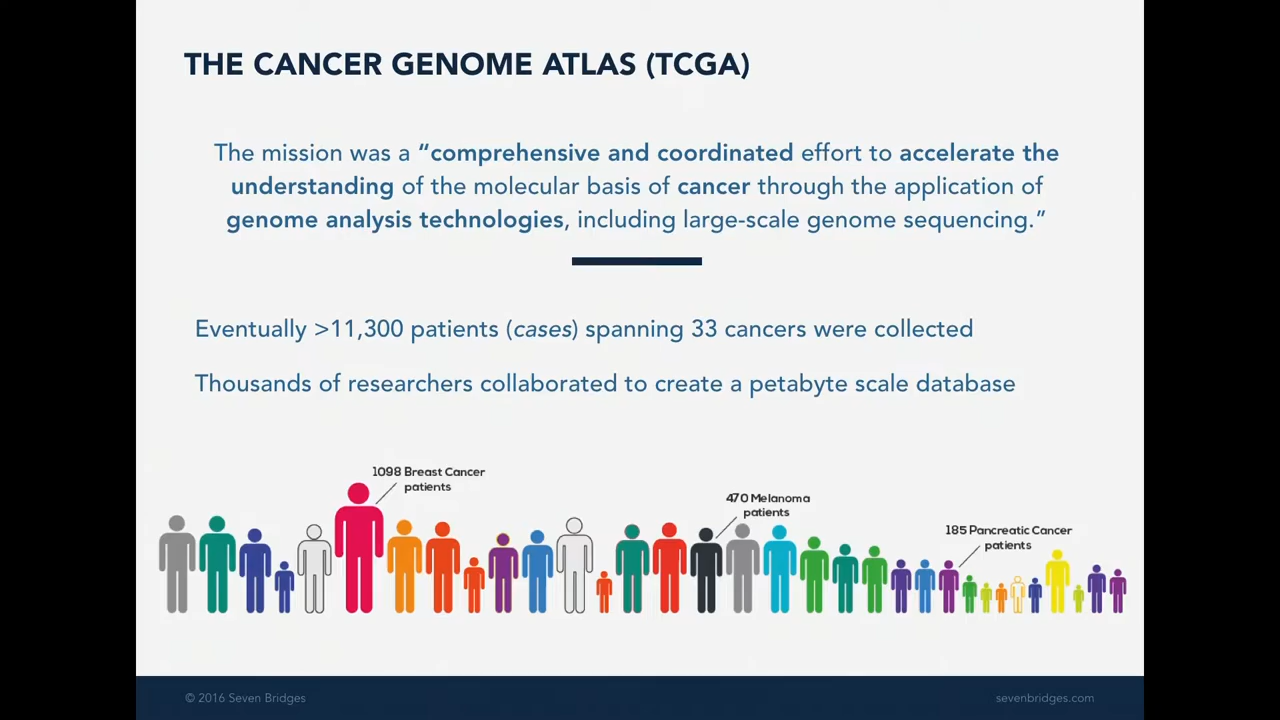 THE CANCER GENOME ATLAS (TCGA)
The mission was a “comprehensive and coordinated effort to accelerate the
understanding of the molecular basis of cancer through the application of
genome analysis technologies, including large-scale genome sequencing.”
Eventually >11,300 patients (cases) spanning 33 cancers were collected
Thousands of researchers collaborated to create a petabyte scale database
1098 Breast Cancer
patients
470 Melanoma
patients
185 Pancreatic Cancer
patients
© 2016 Seven Bridges
sevenbridges.com